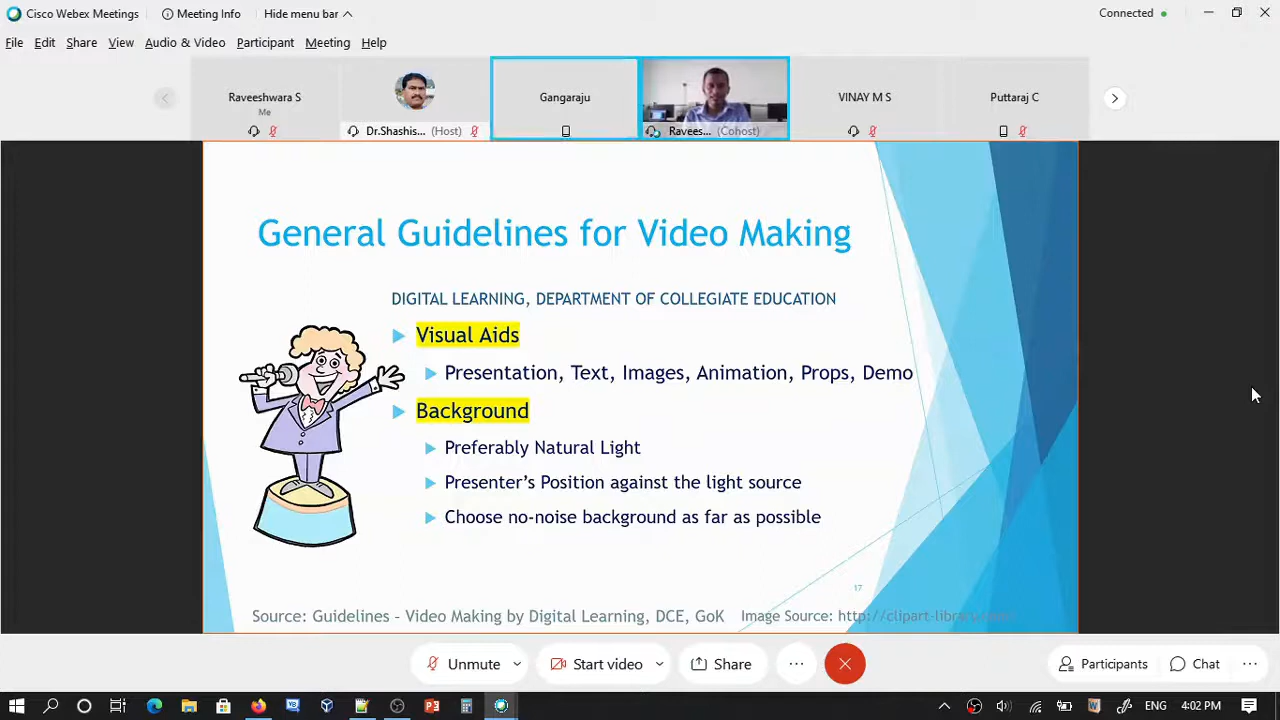 Cisco Webex Meetings
Meeting Info
Hide menu bar
Connected
File Edit Share View Audio & Video Participant Meeting Help
Raveeshwara S
Me
Dr.Shashis... (Host)
Gangaraju
Ravees... (Cohost)
VINAY M S
Puttaraj C
General Guidelines for Video Making
DIGITAL LEARNING, DEPARTMENT OF COLLEGIATE EDUCATION
Visual Aids
Presentation, Text, Images, Animation, Props, Demo
Background
Preferably Natural Light
Presenter’s Position against the light source
Choose no-noise background as far as possible
17
Source: Guidelines - Video Making by Digital Learning, DCE, GoK
Image Source:
Unmute
Start video
Share
Participants
Chat
ENG
4:02 PM